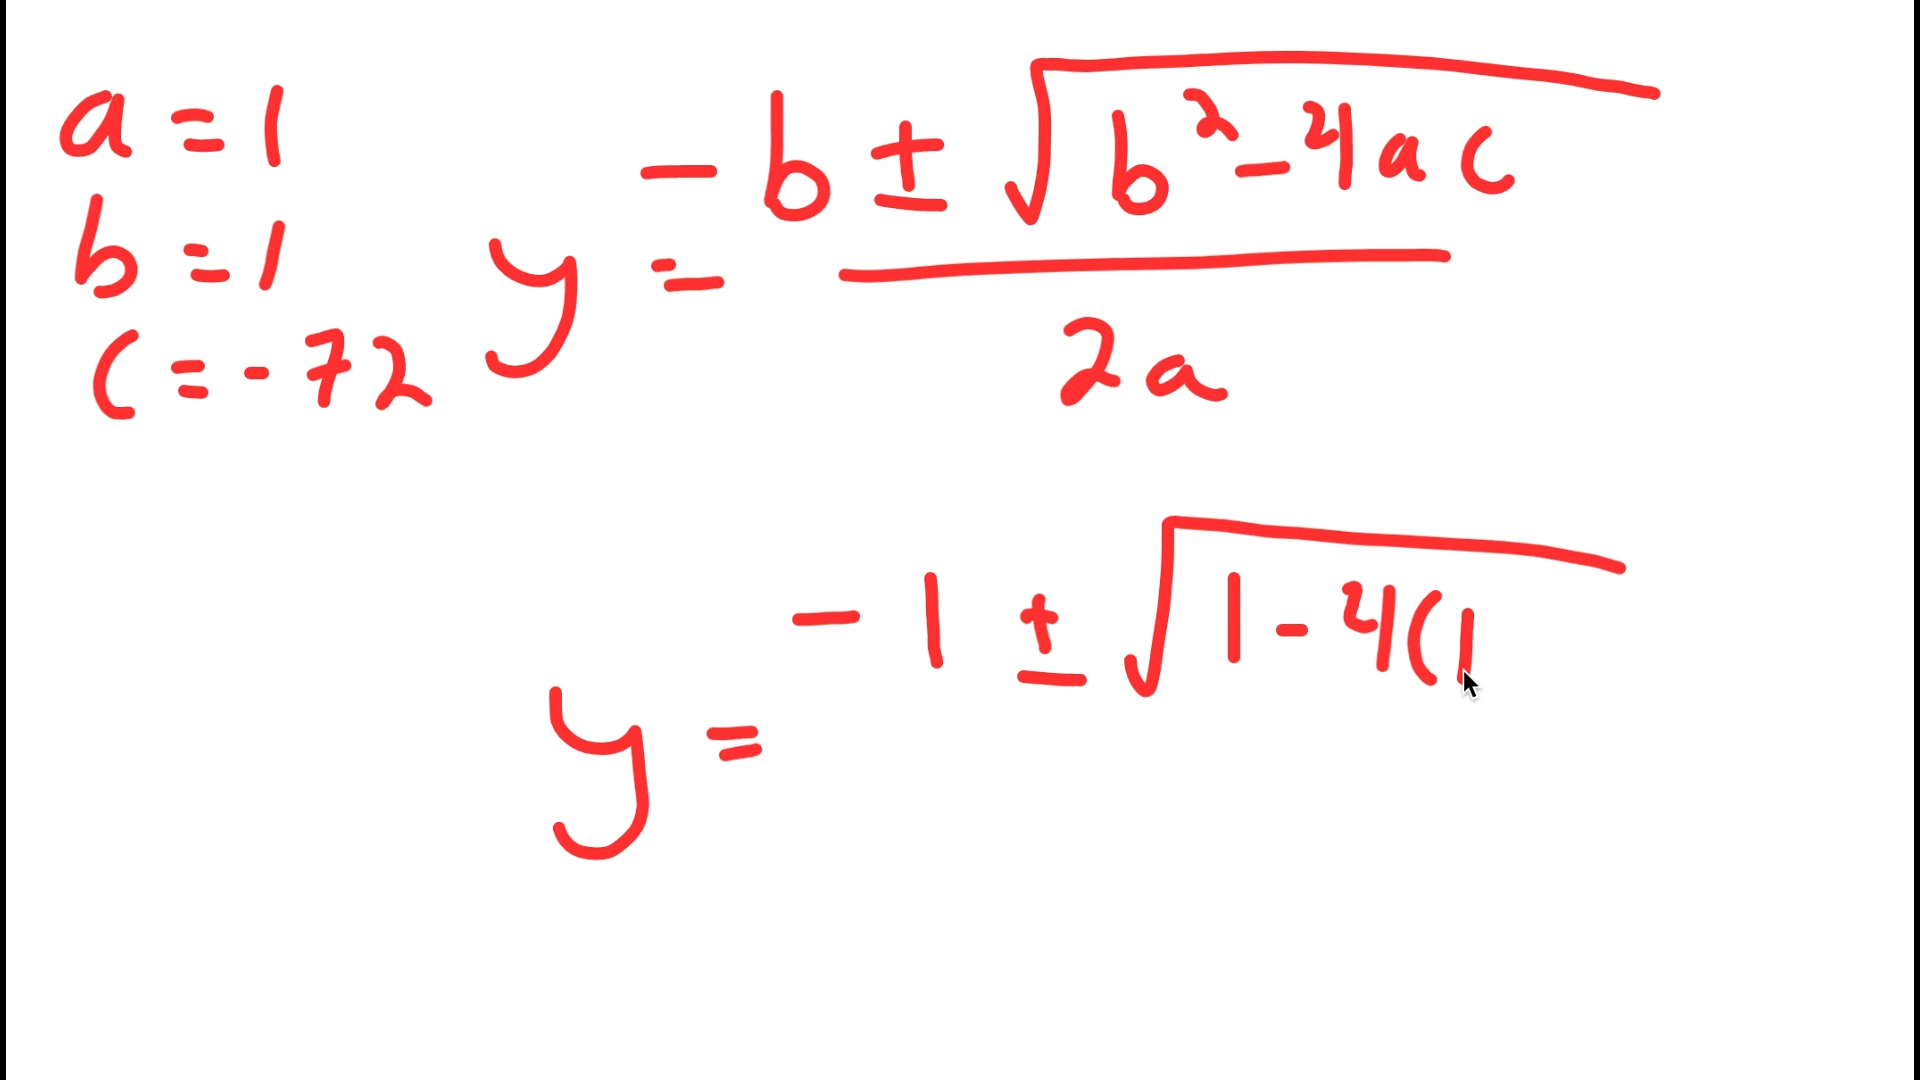 a = 1
b = 1
c = -72
y = -b ± √b² - 4ac
2a
y = -1 ± √1 - 4(1